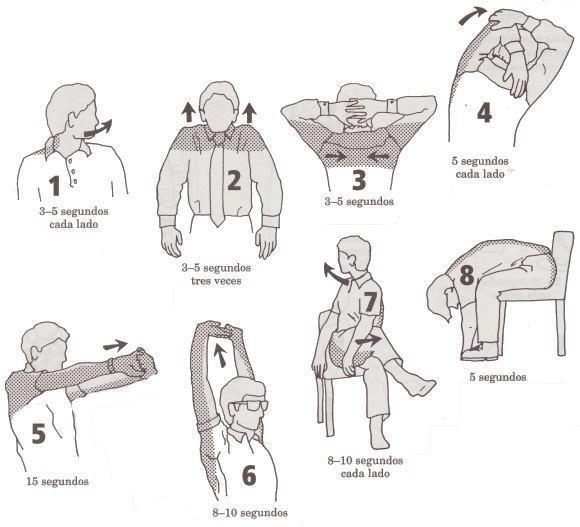 1
3–5 segundos
cada lado
2
3–5 segundos
tres veces
3
3–5 segundos
4
5 segundos
cada lado
5
15 segundos
6
8–10 segundos
7
8–10 segundos
cada lado
8
5 segundos